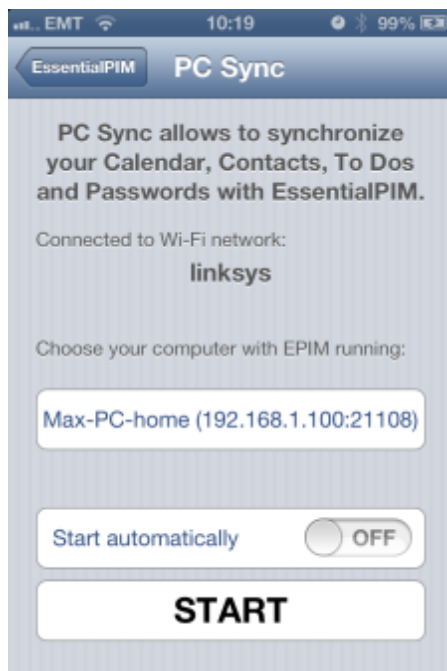 EMT 10:19 99%
EssentialPIM PC Sync
PC Sync allows to synchronize
your Calendar, Contacts, To Dos
and Passwords with EssentialPIM.
Connected to Wi-Fi network:
linksys
Choose your computer with EPIM running:
Max-PC-home (192.168.1.100:21108)
Start automatically OFF
START